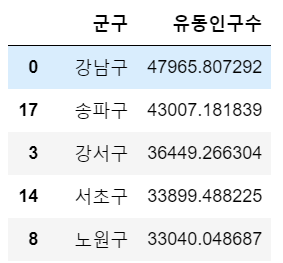 군구 유동인구수
0 강남구 47965.807292
17 송파구 43007.181839
3 강서구 36449.266304
14 서초구 33899.488225
8 노원구 33040.048687